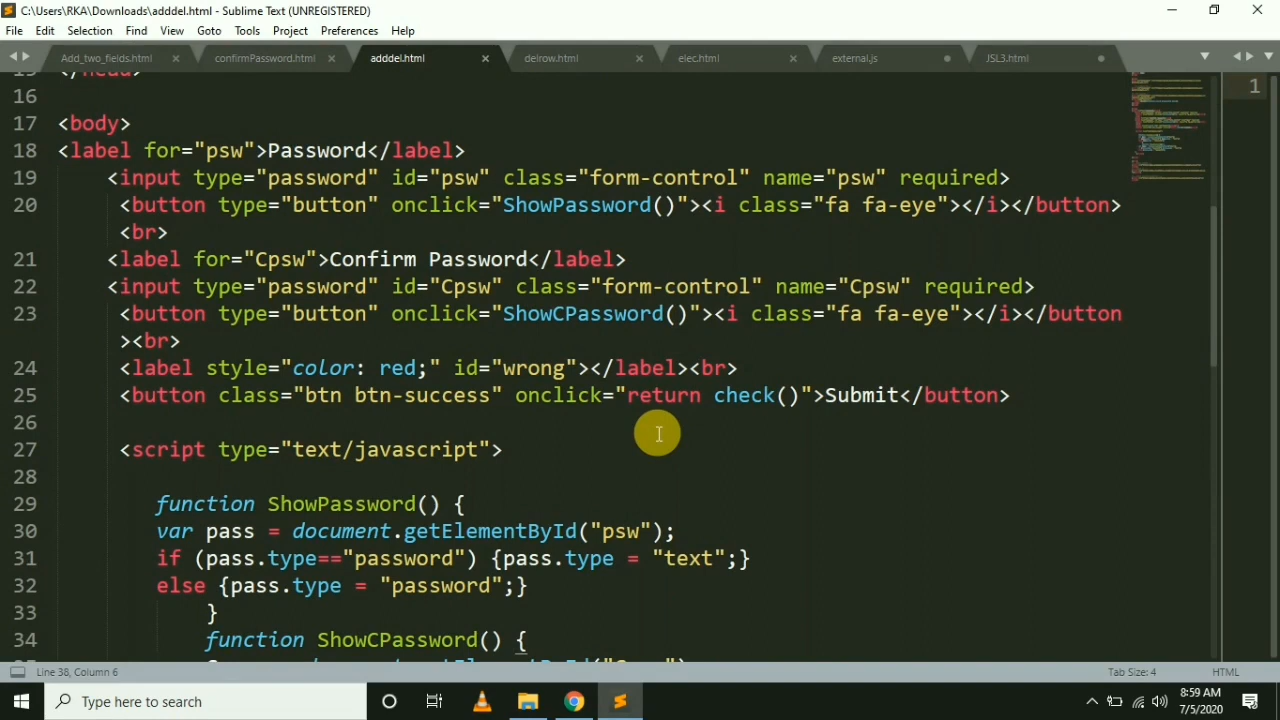 C:\Users\RKA\Downloads\adddel.html - Sublime Text (UNREGISTERED)
File Edit Selection Find View Goto Tools Project Preferences Help
Add_two_fields.html confirmPassword.html adddel.html delrow.html elec.html external.js JSL3.html
16
17 <body>
18 <label for="psw">Password</label>
19 <input type="password" id="psw" class="form-control" name="psw" required>
20 <button type="button" onclick="ShowPassword()"><i class="fa fa-eye"></i></button>
<br>
21 <label for="Cpsw">Confirm Password</label>
22 <input type="password" id="Cpsw" class="form-control" name="Cpsw" required>
23 <button type="button" onclick="ShowCPassword()"><i class="fa fa-eye"></i></button
><br>
24 <label style="color: red;" id="wrong"></label><br>
25 <button class="btn btn-success" onclick="return check()">Submit</button>
26
27 <script type="text/javascript">
28
29 function ShowPassword() {
30 var pass = document.getElementById("psw");
31 if (pass.type=="password") {pass.type = "text";}
32 else {pass.type = "password";}
33 }
34 function ShowCPassword() {
1
Line 38, Column 6 Tab Size: 4 HTML
Type here to search
8:59 AM
7/5/2020